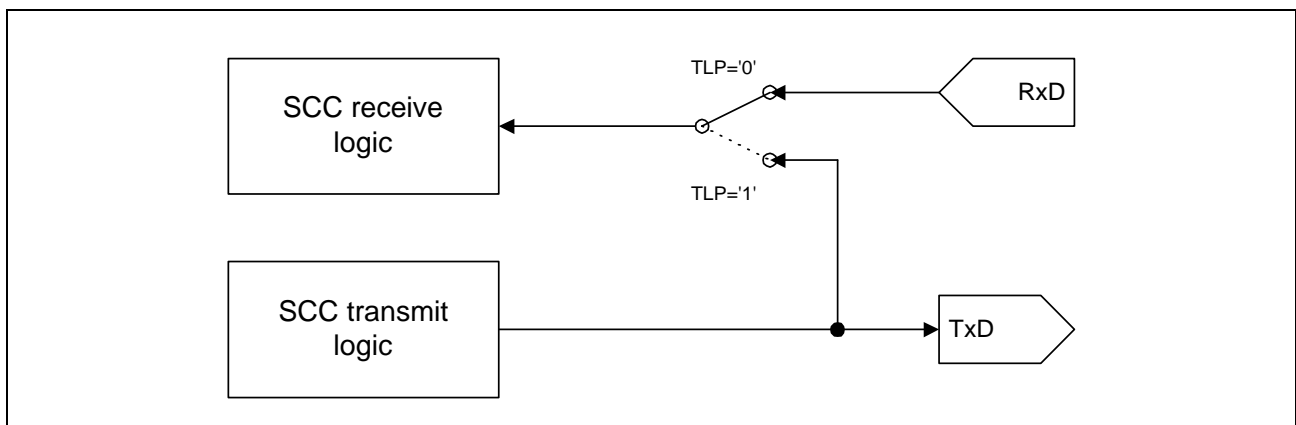 SCC receive
logic
TLP='0'
RxD
TLP='1'
SCC transmit
logic
TxD